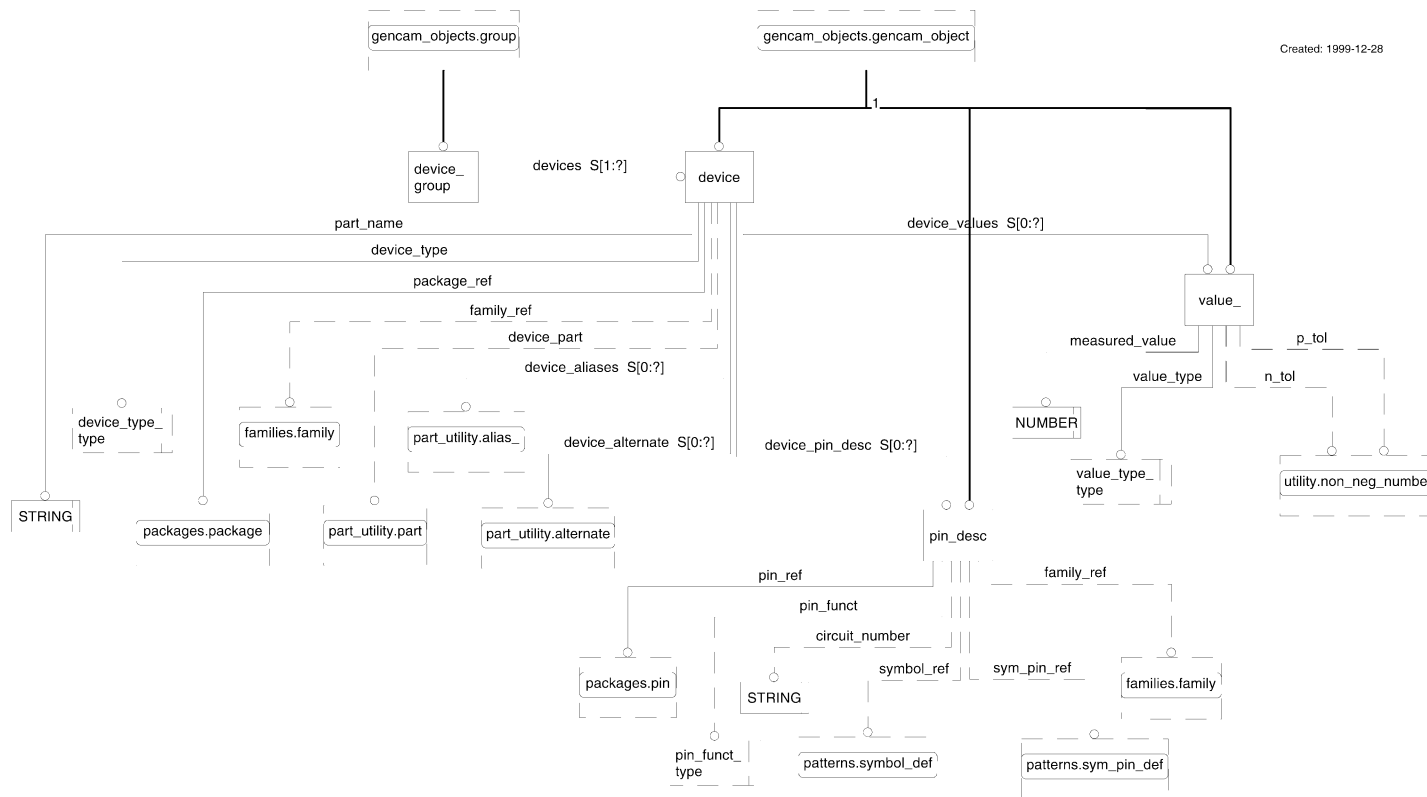 gencam_objects.group
gencam_objects.gencam_object
Created: 1999-12-28
1
device_
group
devices S[1:?]
device
part_name
device_values S[0:?]
device_type
package_ref
value_
family_ref
device_part
measured_value
p_tol
device_aliases S[0:?]
value_type
n_tol
device_type_
type
families.family
part_utility.alias_
NUMBER
device_alternate S[0:?]
device_pin_desc S[0:?]
value_type_
type
utility.non_neg_numbe
STRING
packages.package
part_utility.part
part_utility.alternate
pin_desc
pin_ref
family_ref
pin_funct
circuit_number
symbol_ref
sym_pin_ref
packages.pin
STRING
families.family
pin_funct_
type
patterns.symbol_def
patterns.sym_pin_def